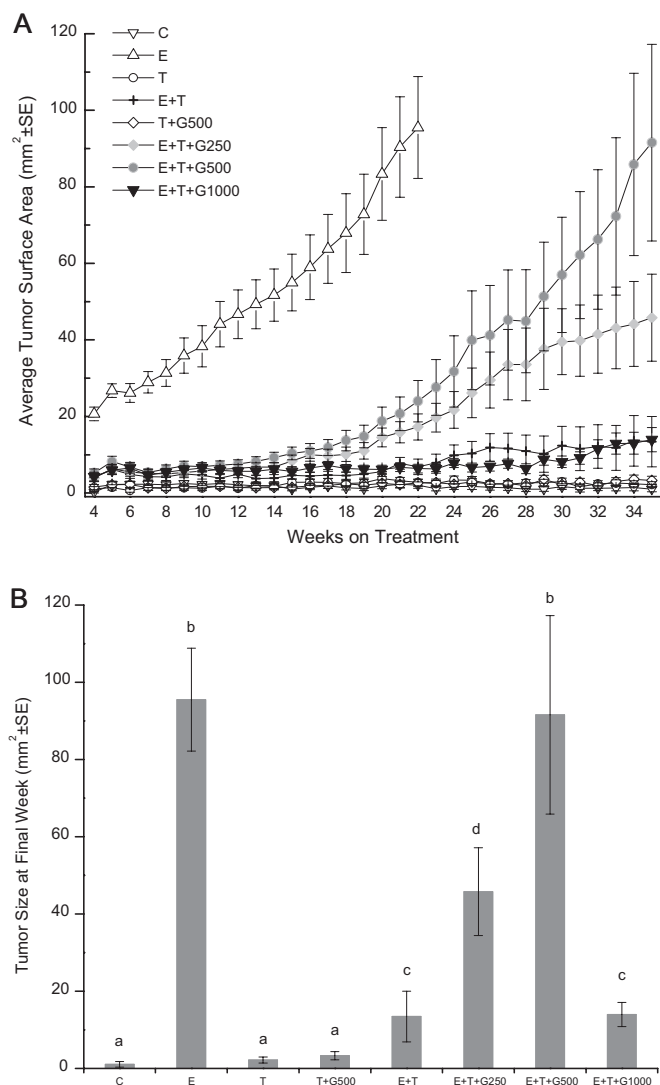 A
120
100
80
60
40
20
0
Average Tumor Surface Area (mm²±SE)
C
E
T
E+T
T+G500
E+T+G250
E+T+G500
E+T+G1000
4 6 8 10 12 14 16 18 20 22 24 26 28 30 32 34
Weeks on Treatment
B
120
100
80
60
40
20
0
Tumor Size at Final Week (mm²±SE)
a b a a c d b c
C E T T+G500 E+T E+T+G250 E+T+G500 E+T+G1000